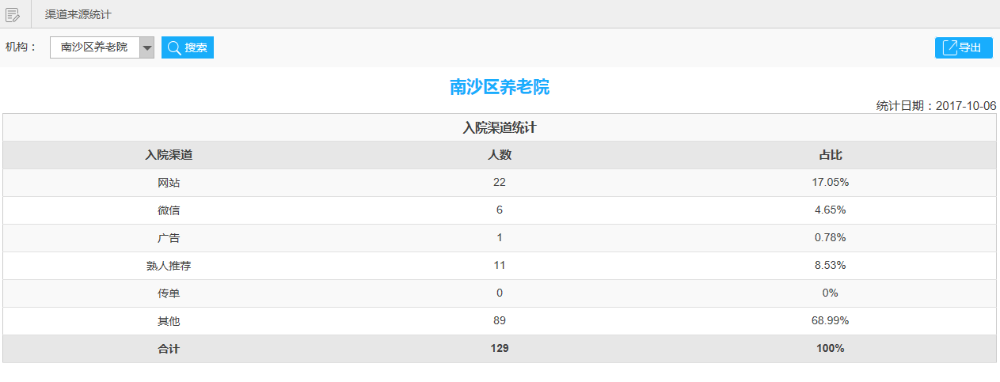 渠道来源统计
机构： 南沙区养老院 搜索 导出
南沙区养老院
统计日期：2017-10-06
入院渠道统计
入院渠道 人数 占比
网站 22 17.05%
微信 6 4.65%
广告 1 0.78%
熟人推荐 11 8.53%
传单 0 0%
其他 89 68.99%
合计 129 100%